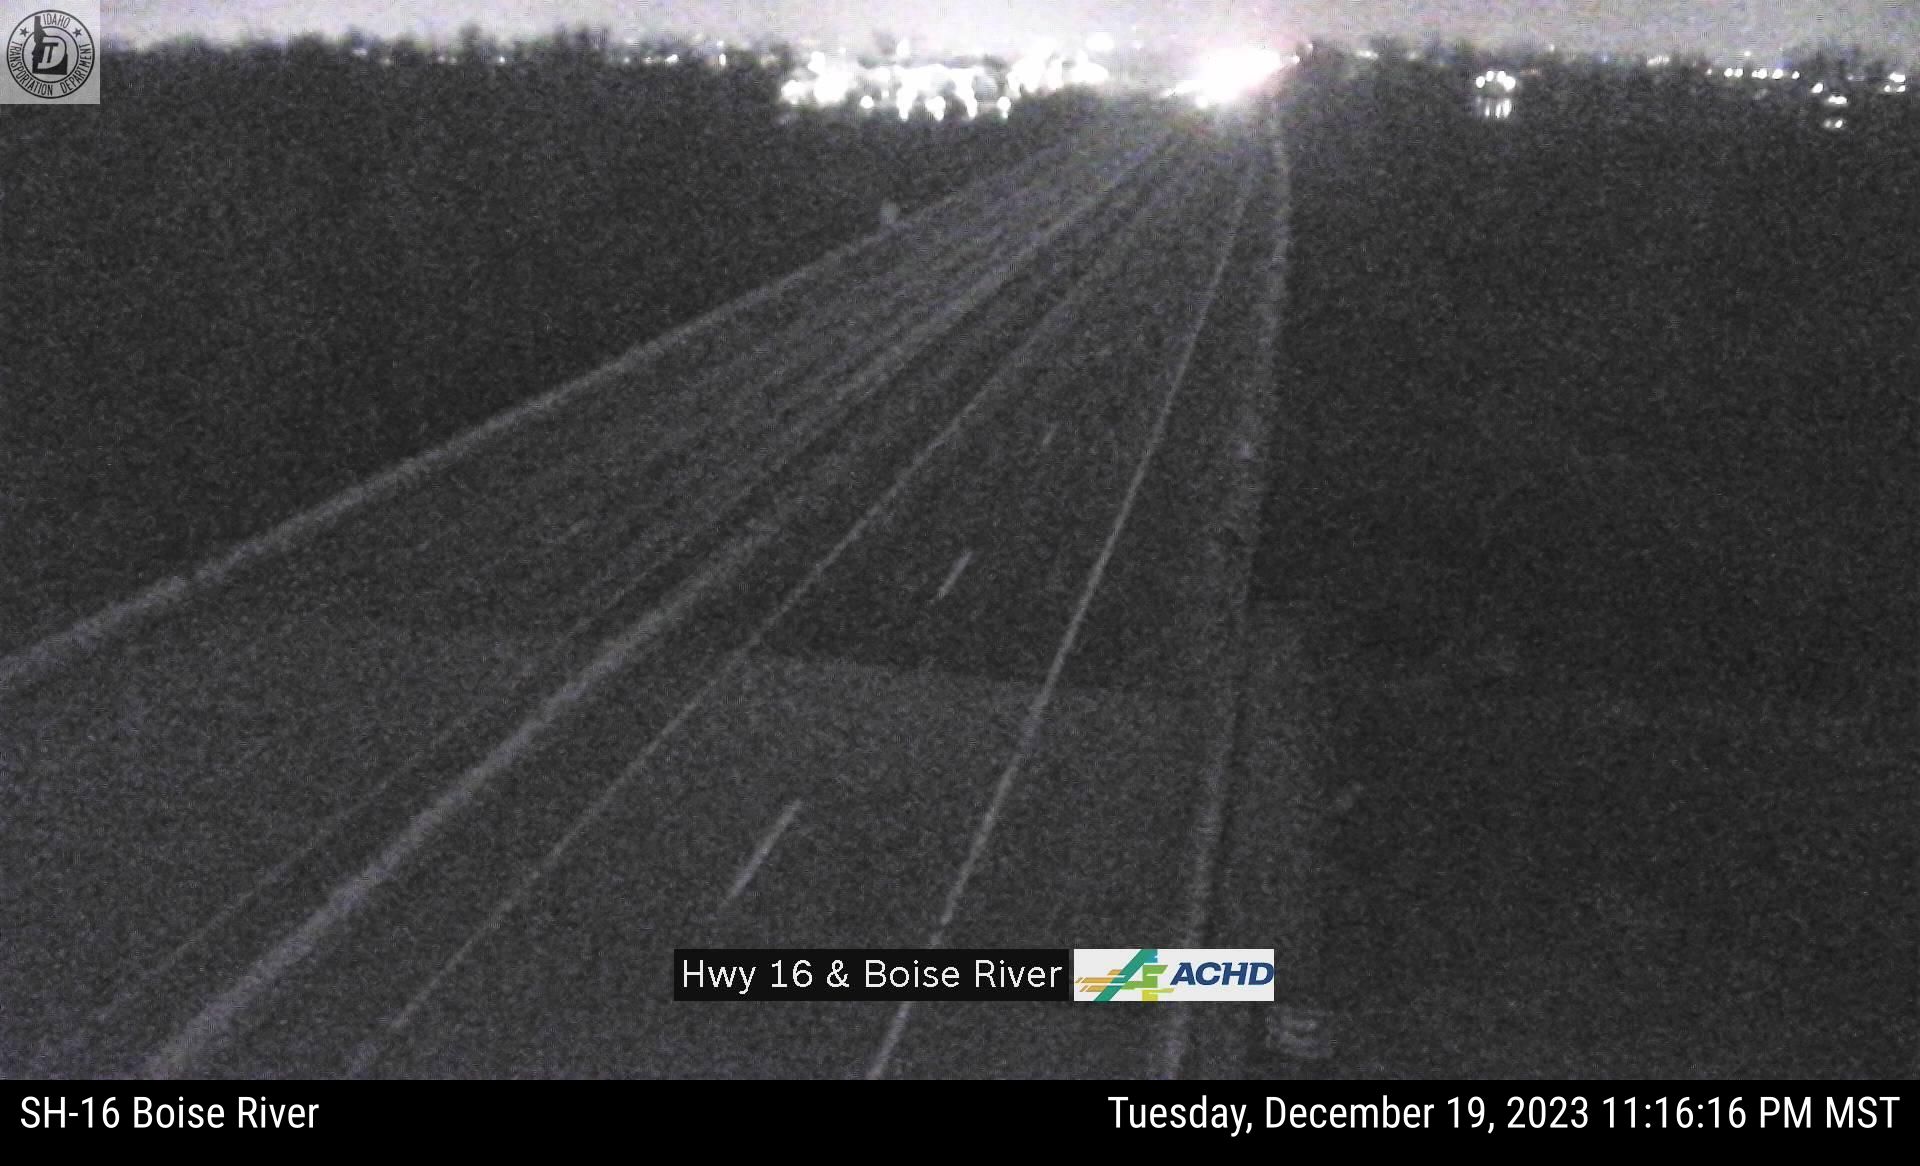 IDAHO
TRANSPORTATION DEPARTMENT
Hwy 16 & Boise River
ACHD
SH-16 Boise River
Tuesday, December 19, 2023 11:16:16 PM MST